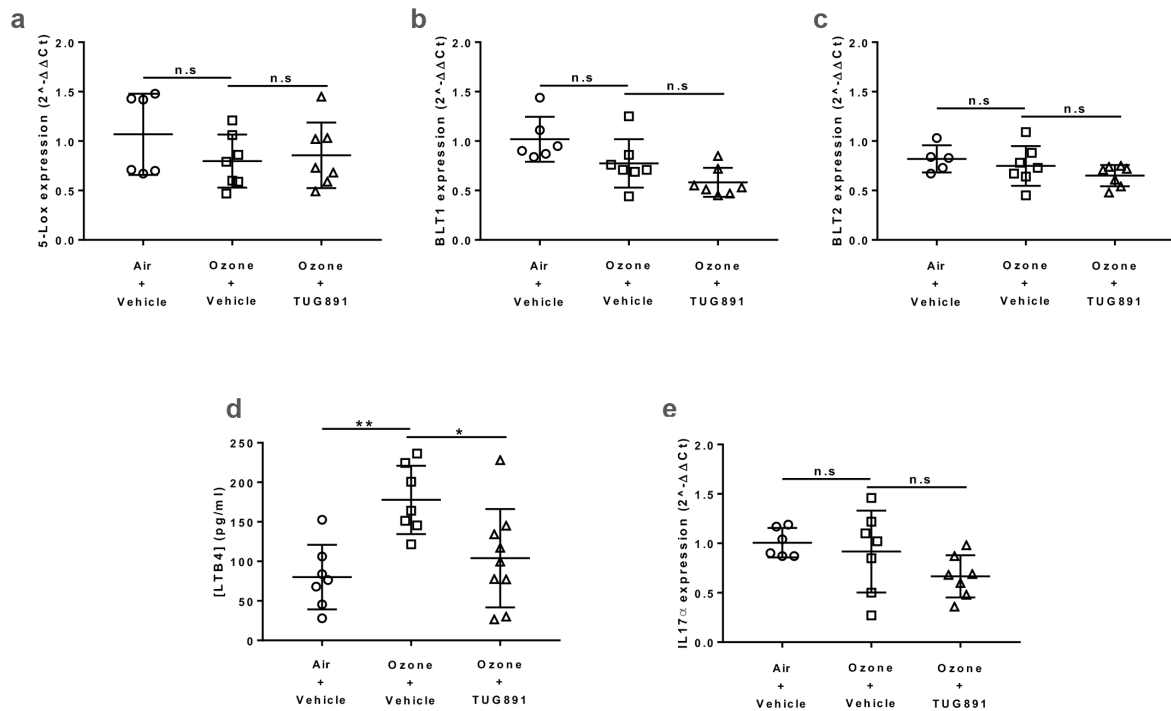 a
5-Lox expression (2^-ΔΔCt)
2.0
1.5
1.0
0.5
0.0
n.s
n.s
Air
+
Vehicle
Ozone
+
Vehicle
Ozone
+
TUG891
b
BLT1 expression (2^-ΔΔCt)
2.0
1.5
1.0
0.5
0.0
n.s
n.s
Air
+
Vehicle
Ozone
+
Vehicle
Ozone
+
TUG891
c
BLT2 expression (2^-ΔΔCt)
2.0
1.5
1.0
0.5
0.0
n.s
n.s
Air
+
Vehicle
Ozone
+
Vehicle
Ozone
+
TUG891
d
[LTB4] (pg/ml)
250
200
150
100
50
0
**
*
Air
+
Vehicle
Ozone
+
Vehicle
Ozone
+
TUG891
e
IL17α expression (2^-ΔΔCt)
2.0
1.5
1.0
0.5
0.0
n.s
n.s
Air
+
Vehicle
Ozone
+
Vehicle
Ozone
+
TUG891